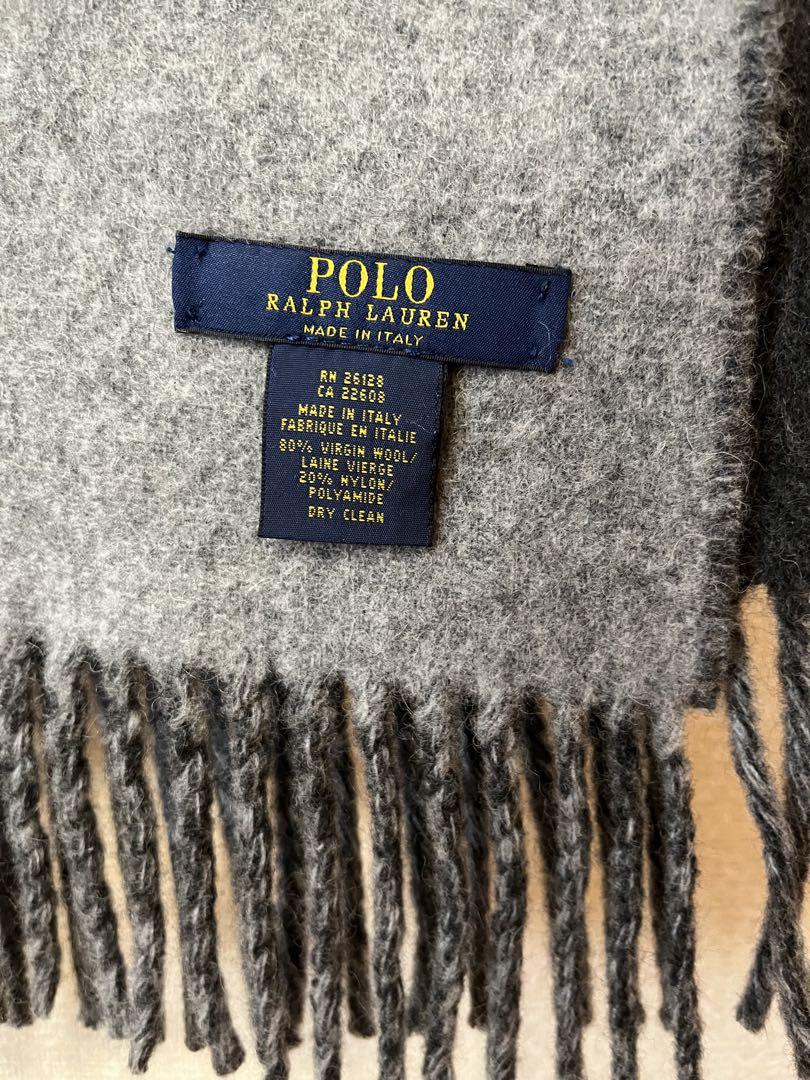 POLO
RALPH LAUREN
MADE IN ITALY
RN 26128
CA 22608
MADE IN ITALY
FABRIQUE EN ITALIE
80% VIRGIN WOOL/
LAINE VIERGE
20% NYLON/
POLYAMIDE
DRY CLEAN